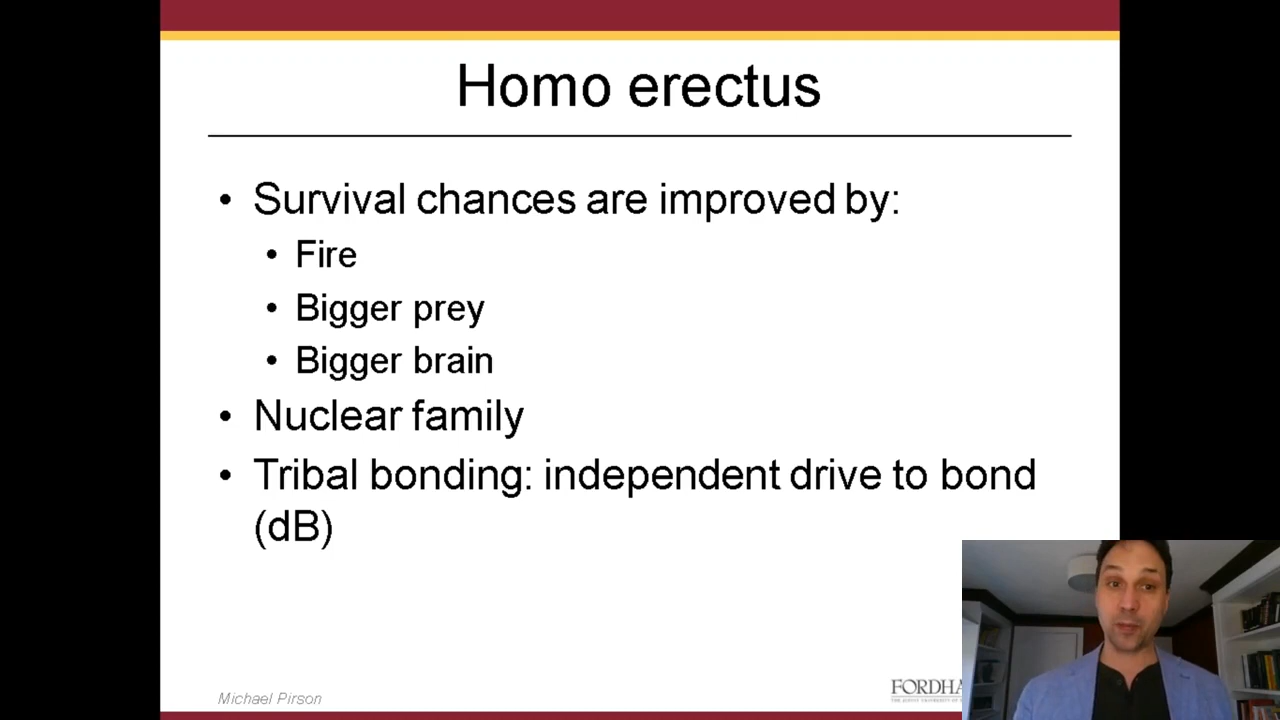 Homo erectus
• Survival chances are improved by:
• Fire
• Bigger prey
• Bigger brain
• Nuclear family
• Tribal bonding: independent drive to bond
(dB)
Michael Pirson